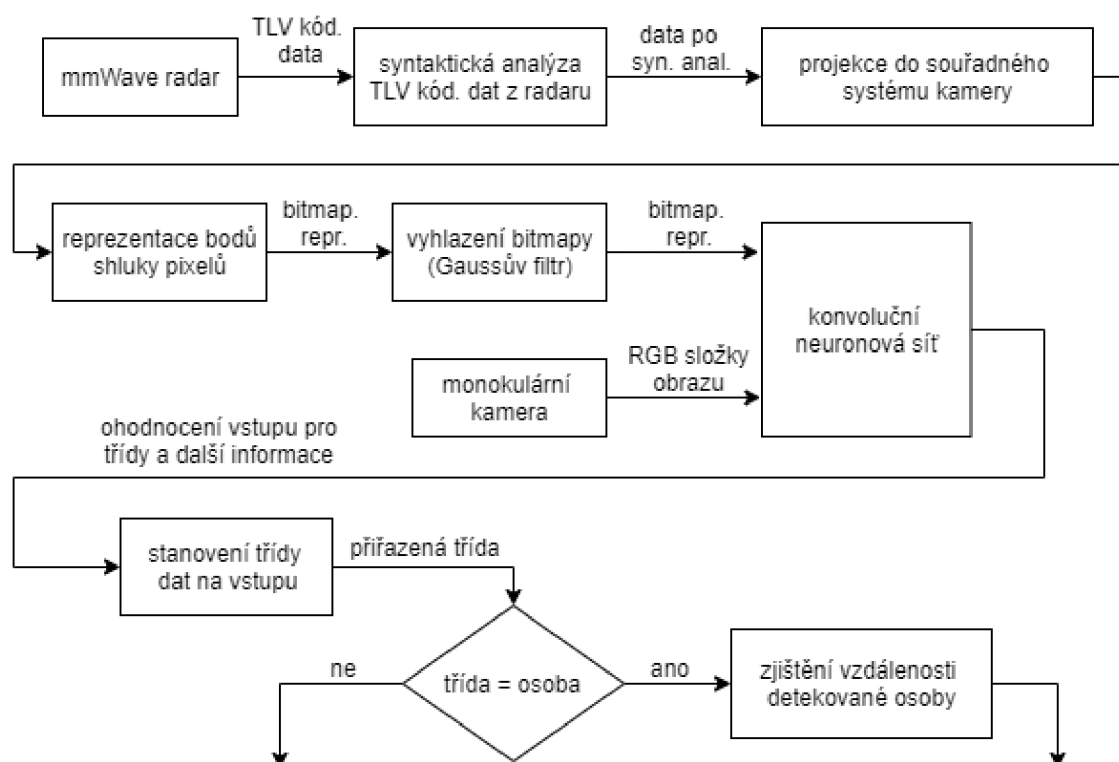 TLV kód.
data
mmWave radar
syntaktická analýza
TLV kód. dat z radaru
data po
syn. anal.
projekce do souřadného
systému kamery
reprezentace bodů
shluky pixelů
bitmap.
repr.
vyhlazení bitmapy
(Gaussův filtr)
bitmap.
repr.
konvoluční
neuronová síť
monokulární
kamera
RGB složky
obrazu
ohodnocení vstupu pro
třídy a další informace
stanovení třídy
dat na vstupu
přiřazená třída
ne
třída = osoba
ano
zjištění vzdálenosti
detekované osoby